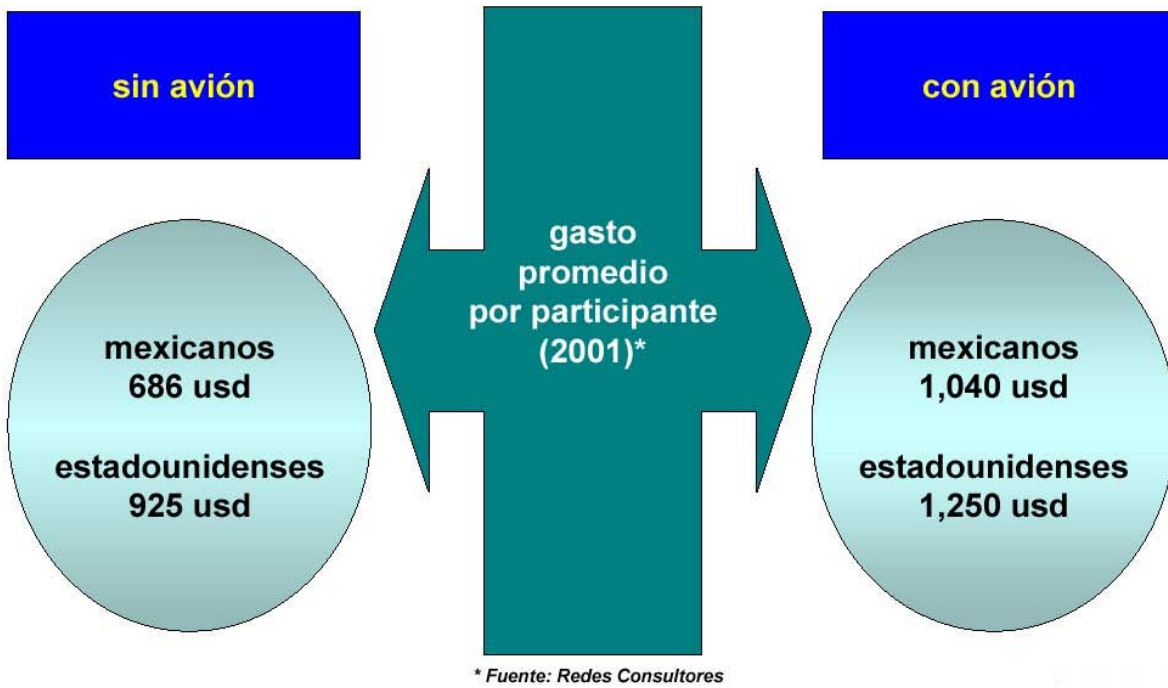 sin avión
con avión
gasto
promedio
por participante
(2001)*
mexicanos
686 usd
estadounidenses
925 usd
mexicanos
1,040 usd
estadounidenses
1,250 usd
* Fuente: Redes Consultores